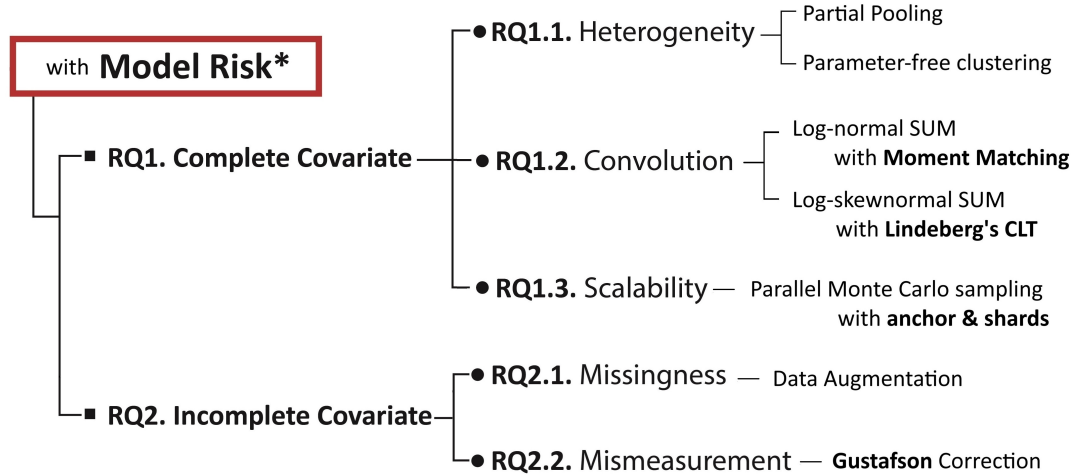 with Model Risk*
RQ1. Complete Covariate
RQ1.1. Heterogeneity
Partial Pooling
Parameter-free clustering
RQ1.2. Convolution
Log-normal SUM
with Moment Matching
Log-skewnormal SUM
with Lindeberg's CLT
RQ1.3. Scalability
Parallel Monte Carlo sampling
with anchor & shards
RQ2. Incomplete Covariate
RQ2.1. Missingness
Data Augmentation
RQ2.2. Mismeasurement
Gustafson Correction